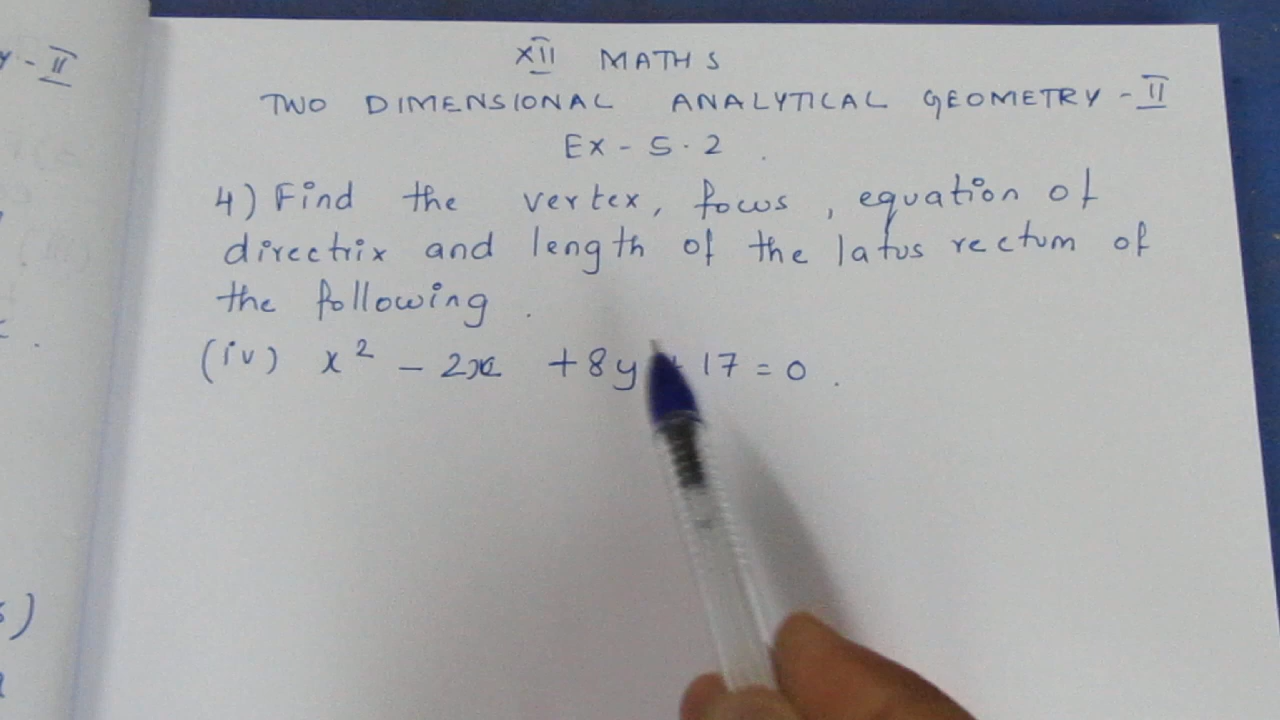 Y - II
XII MATHS
TWO DIMENSIONAL ANALYTICAL GEOMETRY - II
EX - 5.2 .
4) Find the vertex, focus , equation of
directrix and length of the latus rectum of
the following .
(iv) x² - 2x + 8y + 17 = 0 .